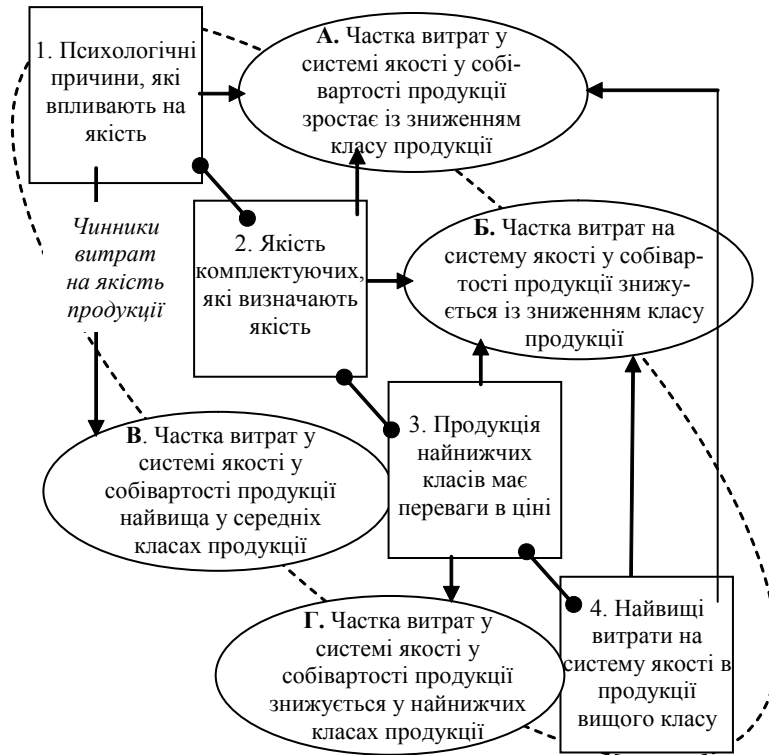 1. Психологічні
причини, які
впливають на
якість
А. Частка витрат у
системі якості у собі-
вартості продукції
зростає із зниженням
класу продукції
Чинники
витрат
на якість
продукції
2. Якість
комплектуючих,
які визначають
якість
Б. Частка витрат на
систему якості у собівар-
тості продукції знижу-
ється із зниженням класу
продукції
В. Частка витрат у
системі якості у
собівартості продукції
найвища у середніх
класах продукції
3. Продукція
найнижчих
класів має
переваги в ціні
Г. Частка витрат у
системі якості у
собівартості продукції
знижується у найнижчих
класах продукції
4. Найвищі
витрати на
систему якості в
продукції
вищого класу